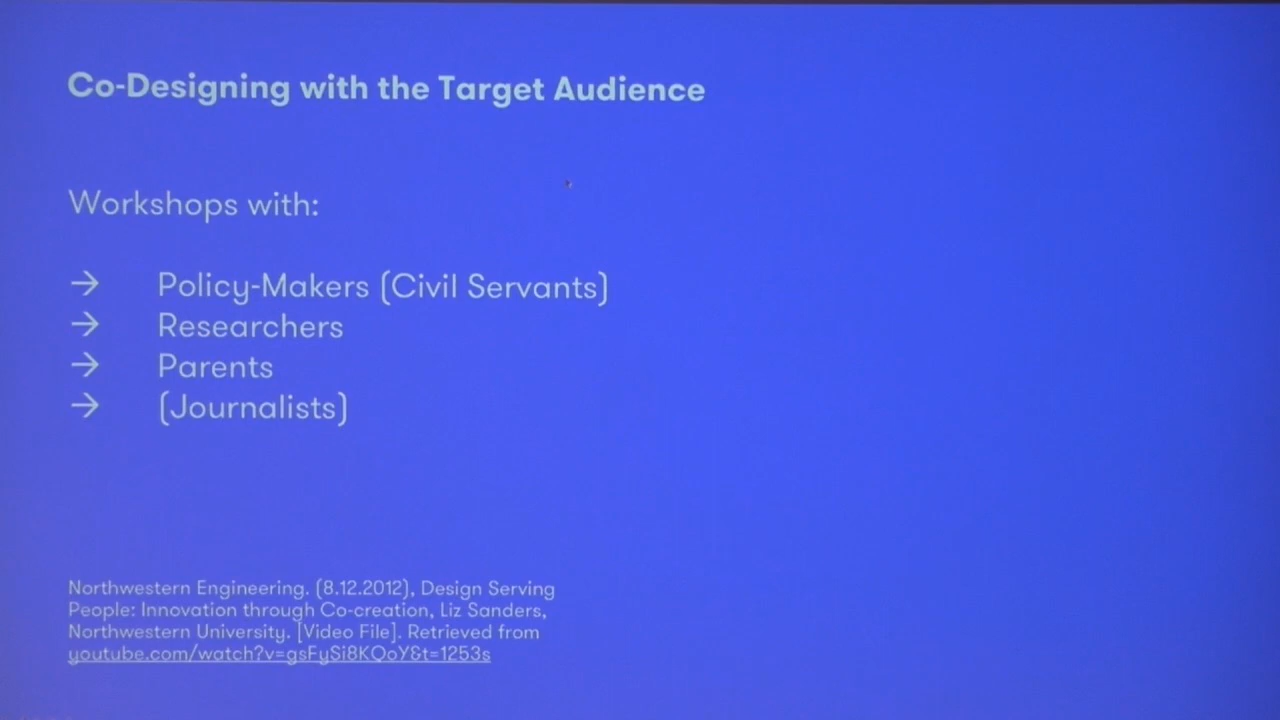 Co-Designing with the Target Audience
Workshops with:
→ Policy-Makers (Civil Servants)
→ Researchers
→ Parents
→ (Journalists)
Northwestern Engineering. (8.12.2012), Design Serving
People: Innovation through Co-creation, Liz Sanders,
Northwestern University. [Video File]. Retrieved from
youtube.com/watch?v=gsFySi8KQoY&t=1253s